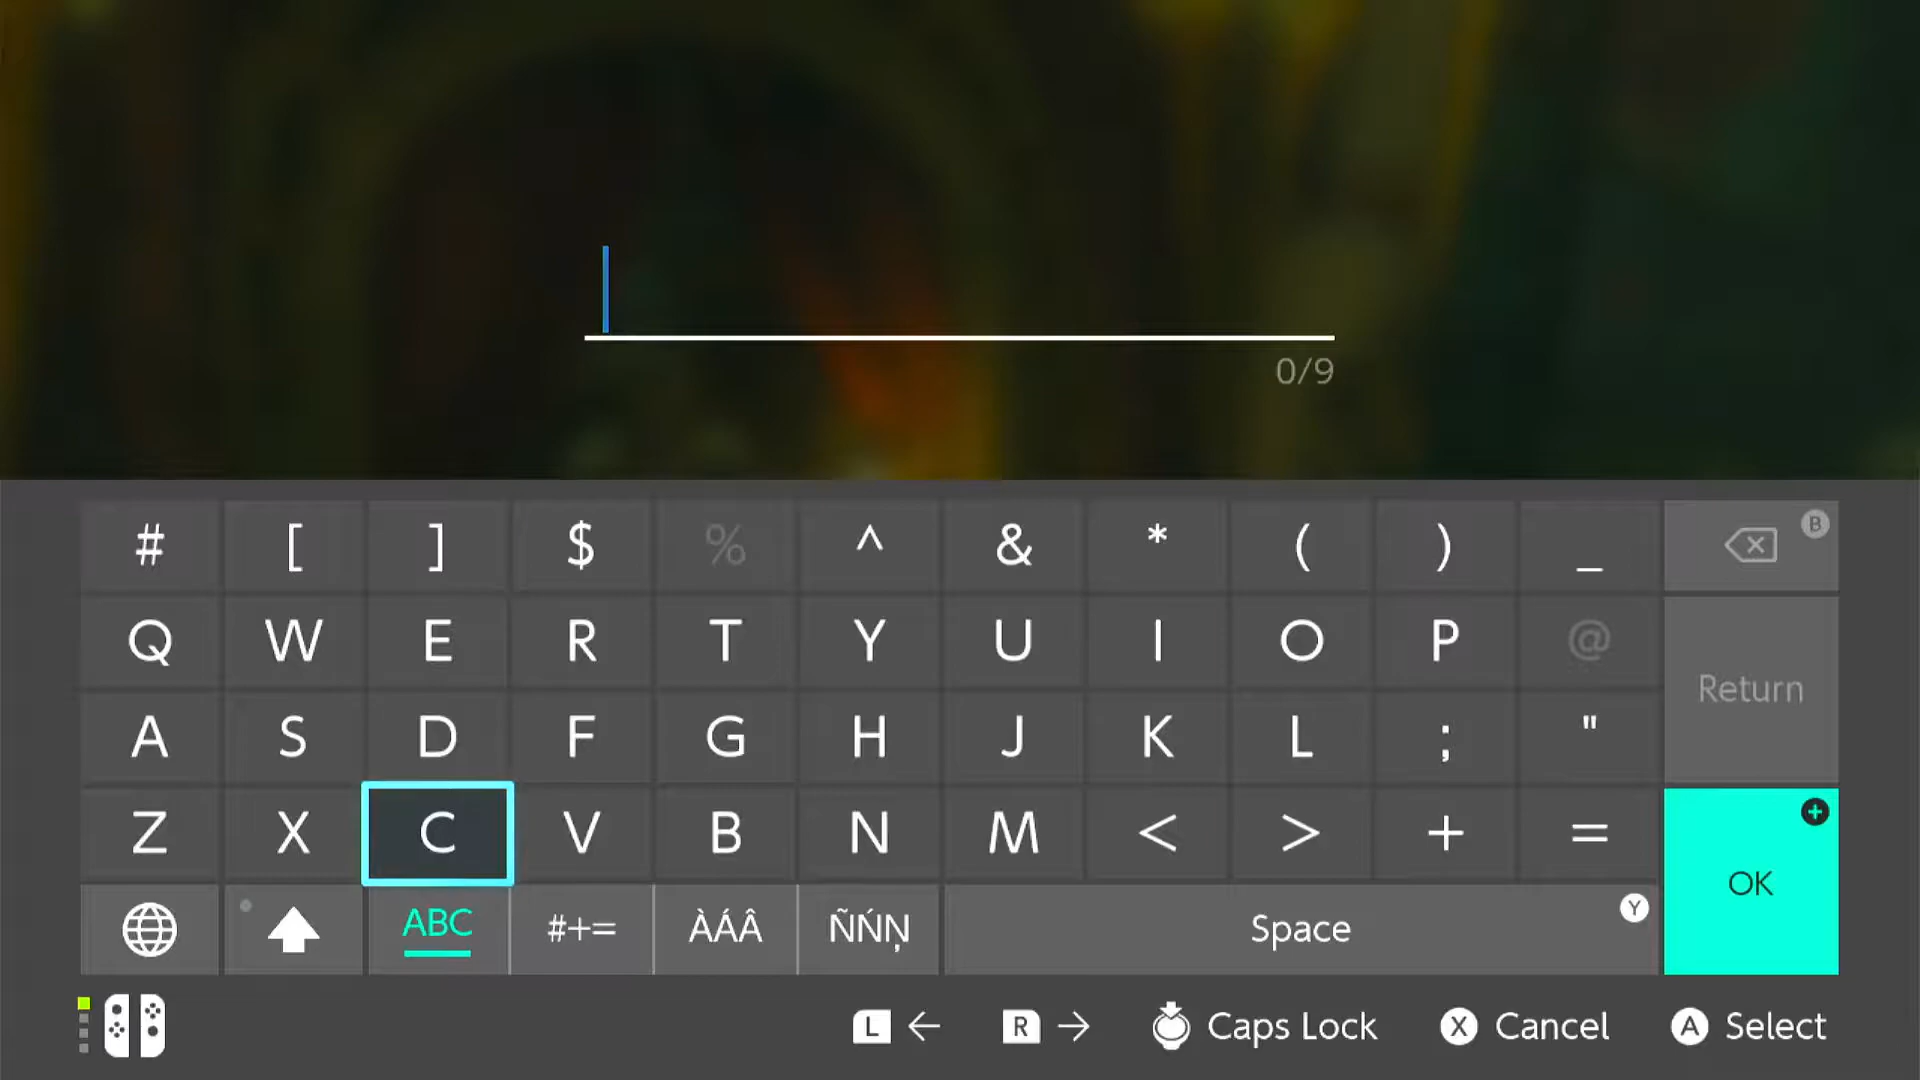 0/9
# [ ] $ % ^ & * ( ) _ B
Q W E R T Y U I O P @
Return
A S D F G H J K L ; "
Z X C V B N M < > + =
OK
ABC #+= ÀÁÂ ÑŃŅ Space Y
L ← R → Caps Lock X Cancel A Select